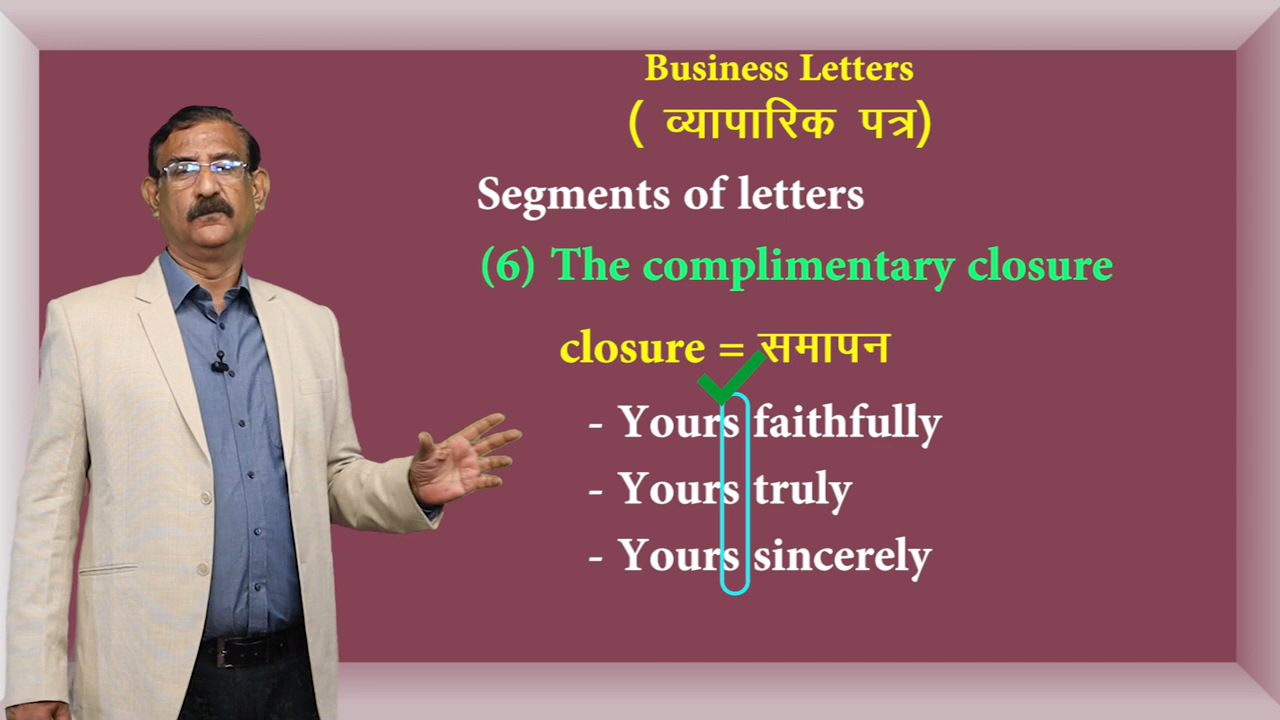 Business Letters
( व्यापारिक पत्र)
Segments of letters
(6) The complimentary closure
closure = समापन
- Yours faithfully
- Yours truly
- Yours sincerely